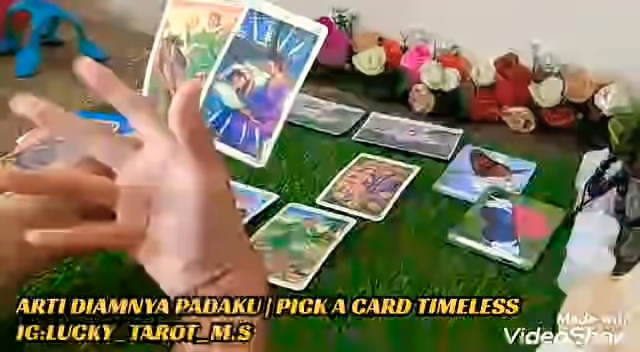 ARTI DIAMNYA PADAKU | PICK A CARD TIMELESS
IG:LUCKY_TAROT_M.S
Made with
VideoShow